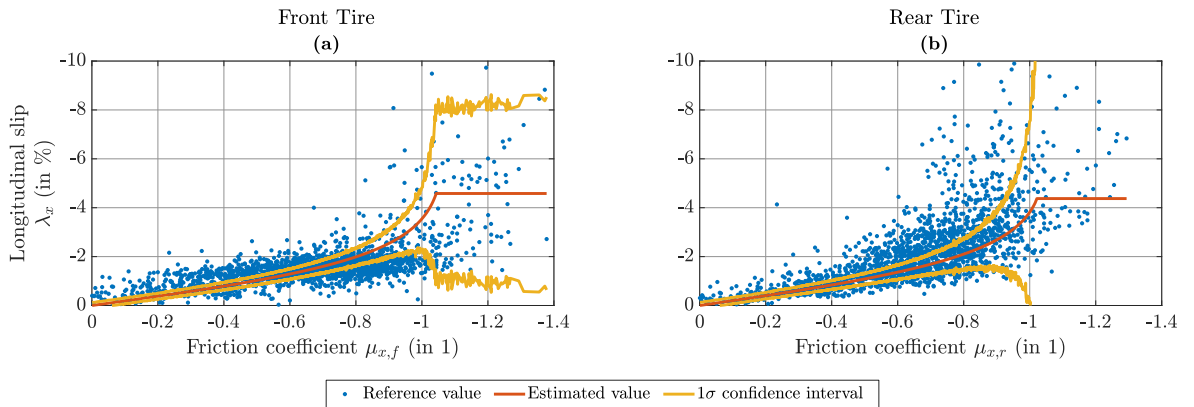 Front Tire
(a)
Longitudinal slip
λ_x (in %)
-10
-8
-6
-4
-2
0
0 -0.2 -0.4 -0.6 -0.8 -1 -1.2 -1.4
Friction coefficient μ_{x,f} (in 1)
Rear Tire
(b)
-10
-8
-6
-4
-2
0
0 -0.2 -0.4 -0.6 -0.8 -1 -1.2 -1.4
Friction coefficient μ_{x,r} (in 1)
Reference value Estimated value 1σ confidence interval